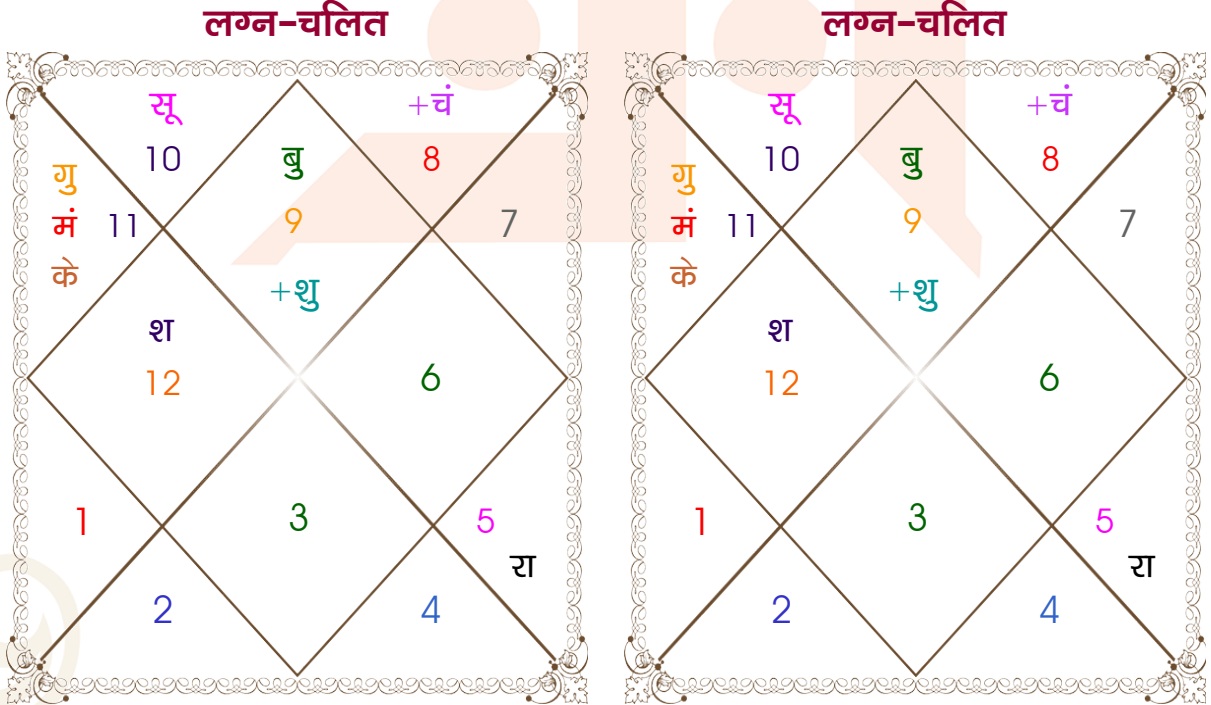 लग्न-चलित
सू
10
+चं
8
बु
9
+शु
गु
मं
के
11
7
श
12
6
1
3
5
रा
2
4
लग्न-चलित
सू
10
+चं
8
बु
9
+शु
गु
मं
के
11
7
श
12
6
1
3
5
रा
2
4